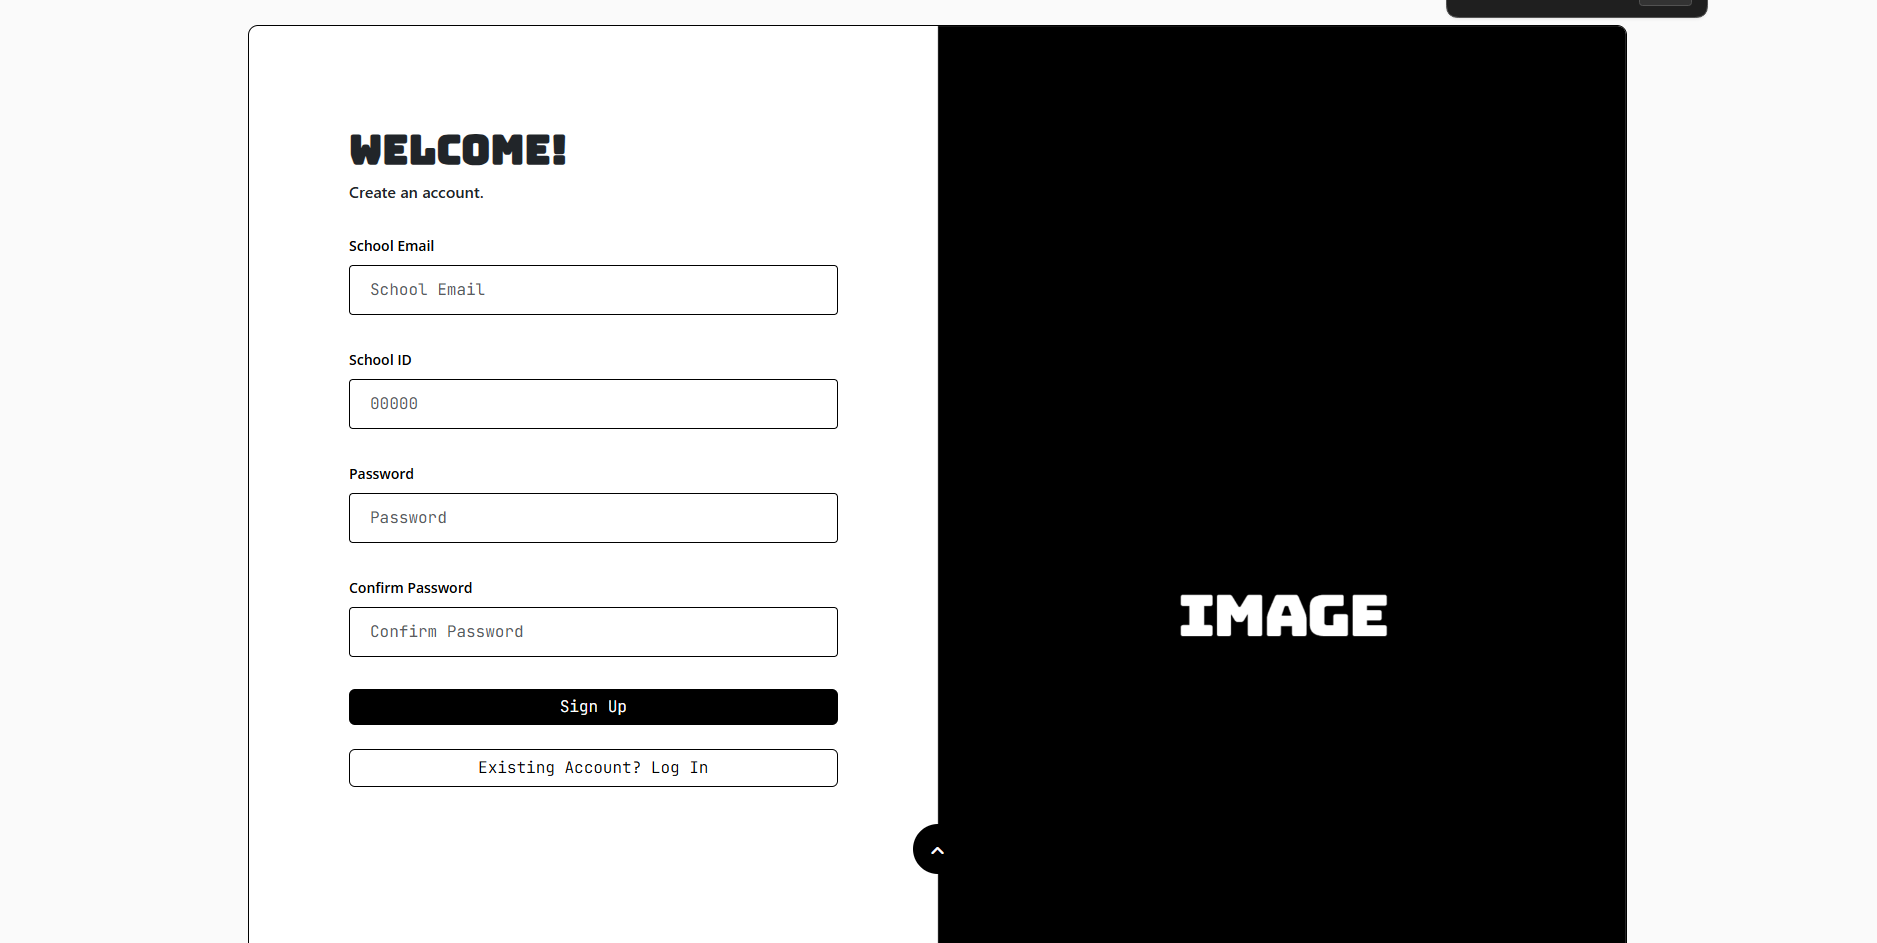 WELCOME!
Create an account.
School Email
School Email
School ID
00000
Password
Password
Confirm Password
Confirm Password
Sign Up
Existing Account? Log In
IMAGE